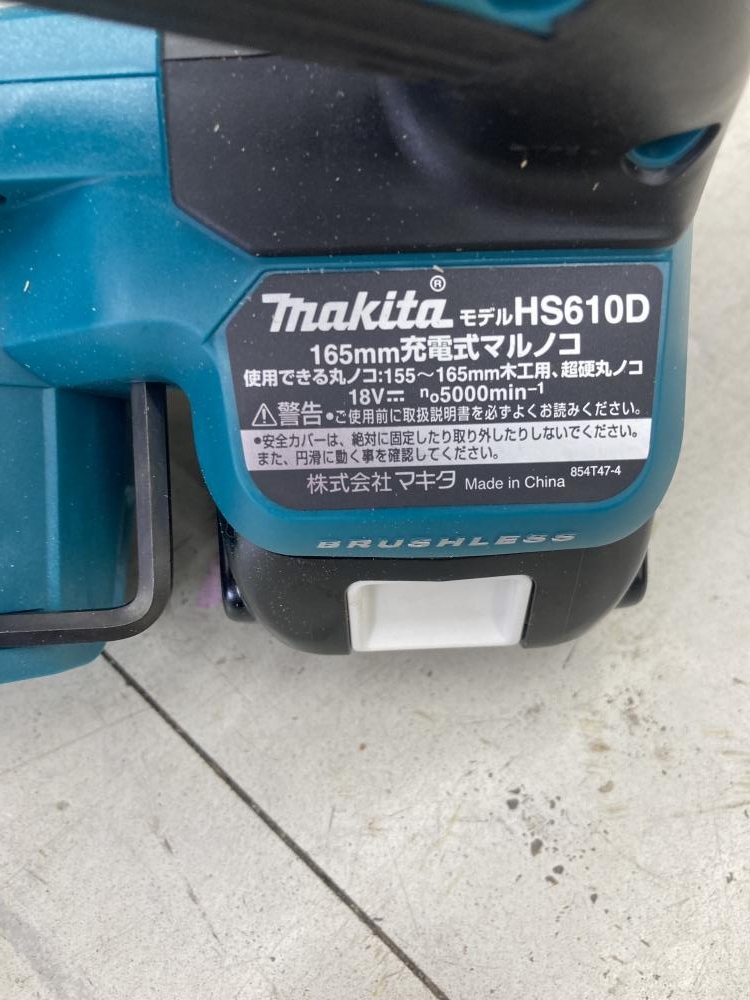 makita® モデルHS610D
165mm充電式マルノコ
使用できる丸ノコ:155～165mm木工用、超硬丸ノコ
18V⎓ n₀5000min⁻¹
⚠警告 •ご使用前に取扱説明書を必ずよくお読みください。
•安全カバーは、絶対に固定したり取り外したりしないでください。
また、円滑に動く事を確認してください。
株式会社マキタ Made in China 854T47-4
BRUSHLESS